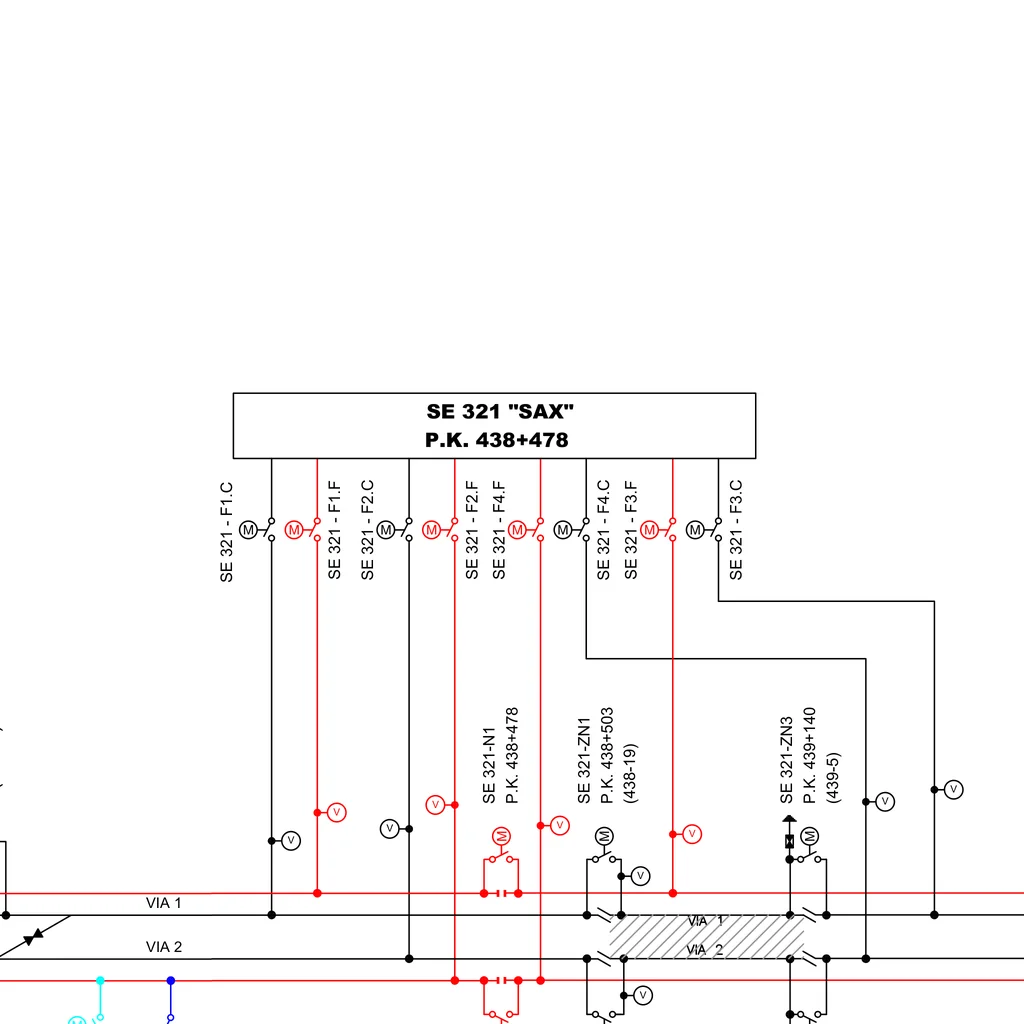 SE 321 "SAX"
P.K. 438+478
SE 321 - F1.C
SE 321 - F1.F
SE 321 - F2.C
SE 321 - F2.F
SE 321 - F4.F
SE 321 - F4.C
SE 321 - F3.F
SE 321 - F3.C
M
M
M
M
M
M
M
M
SE 321-N1
P.K. 438+478
SE 321-ZN1
P.K. 438+503
(438-19)
SE 321-ZN3
P.K. 439+140
(439-5)
V
V
V
V
V
V
V
V
M
M
M
V
VIA 1
VIA 1
VIA 2
VIA 2
V
M